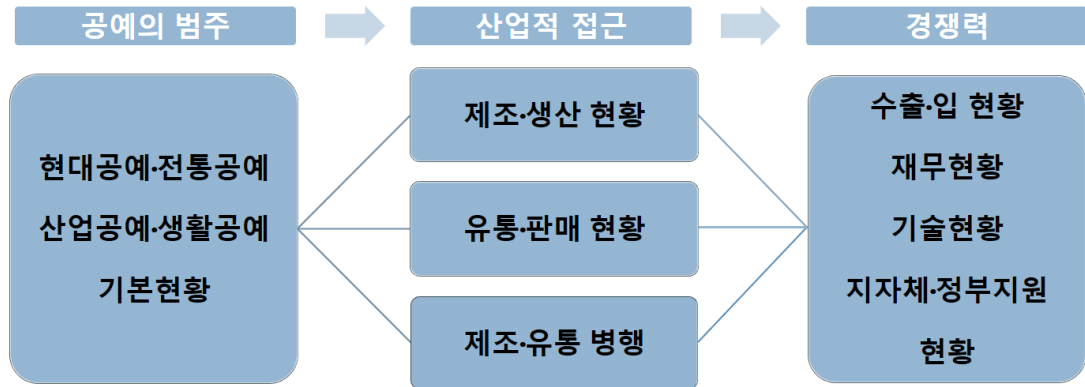 공예의 범주
산업적 접근
경쟁력
현대공예·전통공예
산업공예·생활공예
기본현황
제조·생산 현황
유통·판매 현황
제조·유통 병행
수출·입 현황
재무현황
기술현황
지자체·정부지원
현황